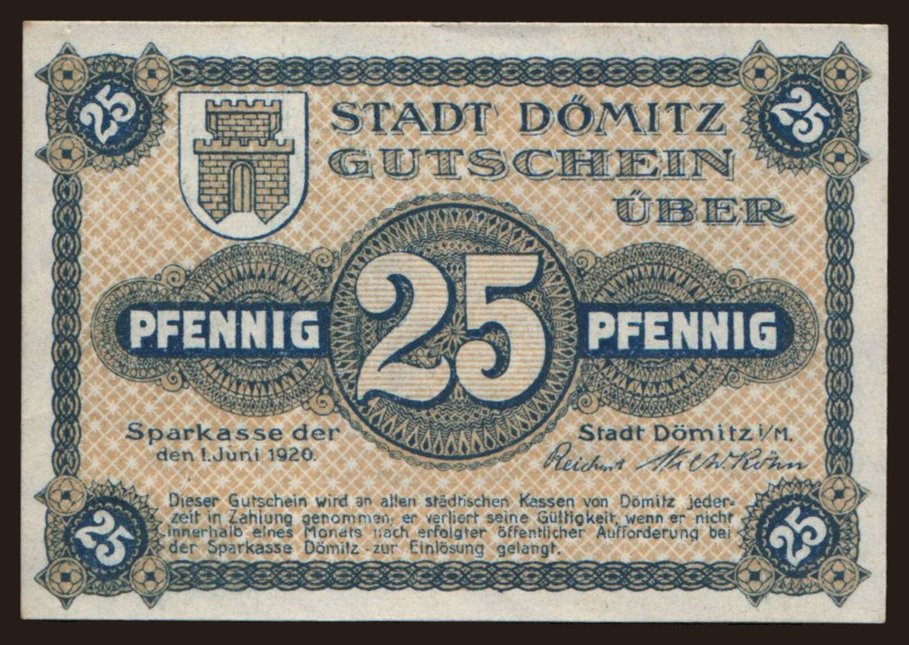 25
25
STADT DÖMITZ
GUTSCHEIN
ÜBER
PFENNIG 25 PFENNIG
Sparkasse der Stadt Dömitz i/M.
den 1. Juni 1920.
Reichert
Dieser Gutschein wird an allen städtischen Kassen von Dömitz jeder=
zeit in Zahlung genommen, er verliert seine Gültigkeit, wenn er nicht
innerhalb eines Monats nach erfolgter öffentlicher Aufforderung bei
der Sparkasse Dömitz zur Einlösung gelangt.
25
25